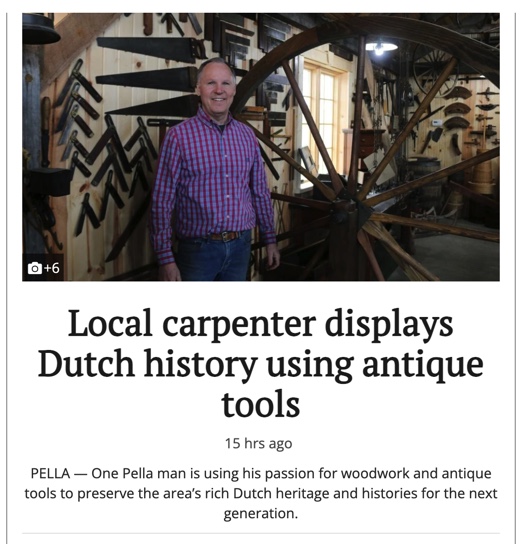 +6
Local carpenter displays
Dutch history using antique
tools
15 hrs ago
PELLA — One Pella man is using his passion for woodwork and antique
tools to preserve the area’s rich Dutch heritage and histories for the next
generation.